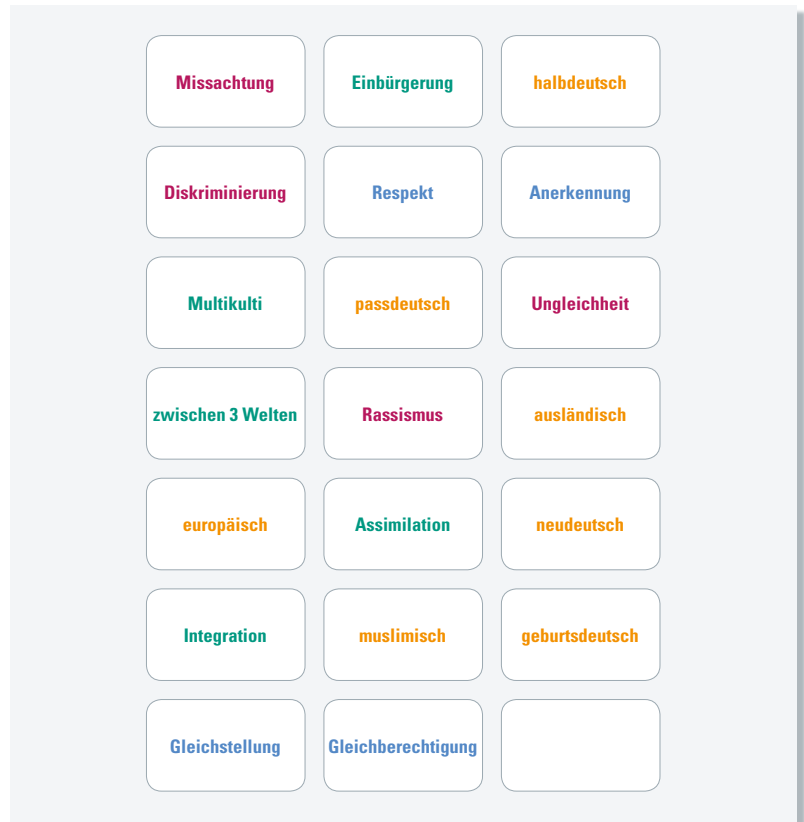 Missachtung
Einbürgerung
halbdeutsch
Diskriminierung
Respekt
Anerkennung
Multikulti
passdeutsch
Ungleichheit
zwischen 3 Welten
Rassismus
ausländisch
europäisch
Assimilation
neudeutsch
Integration
muslimisch
geburtsdeutsch
Gleichstellung
Gleichberechtigung